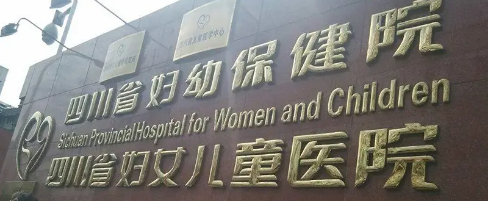 四川省妇幼保健院
Sichuan Provincial Hospital for Women and Children
四川省妇女儿童医院